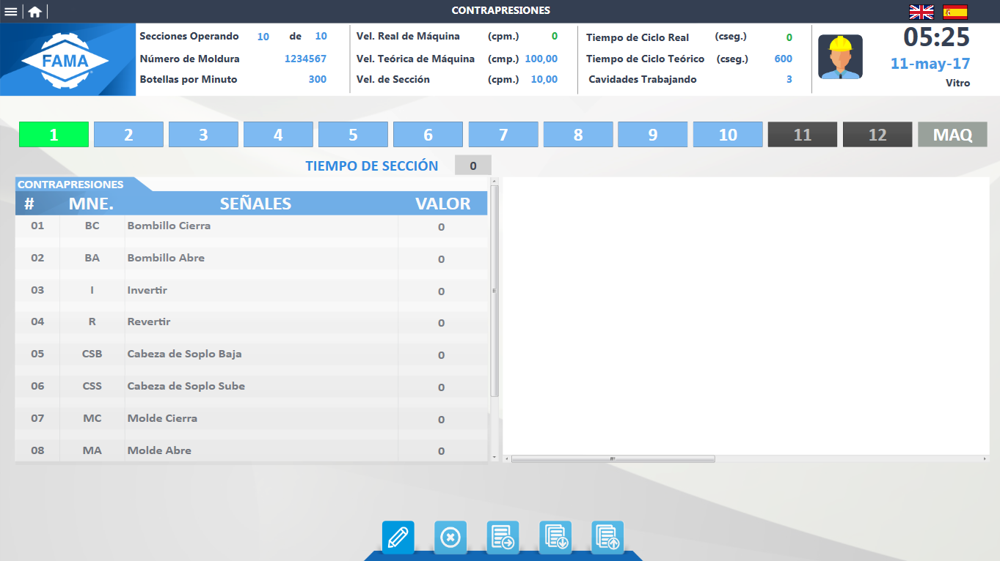 CONTRAPRESIONES
FAMA
Secciones Operando 10 de 10
Número de Moldura 1234567
Botellas por Minuto 300
Vel. Real de Máquina (cpm.) 0
Vel. Teórica de Máquina (cmp.) 100,00
Vel. de Sección (cpm.) 10,00
Tiempo de Ciclo Real (cseg.) 0
Tiempo de Ciclo Teórico (cseg.) 600
Cavidades Trabajando 3
05:25
11-may-17
Vitro
1 2 3 4 5 6 7 8 9 10 11 12 MAQ
TIEMPO DE SECCIÓN 0
CONTRAPRESIONES
# MNE. SEÑALES VALOR
01 BC Bombillo Cierra 0
02 BA Bombillo Abre 0
03 I Invertir 0
04 R Revertir 0
05 CSB Cabeza de Soplo Baja 0
06 CSS Cabeza de Soplo Sube 0
07 MC Molde Cierra 0
08 MA Molde Abre 0